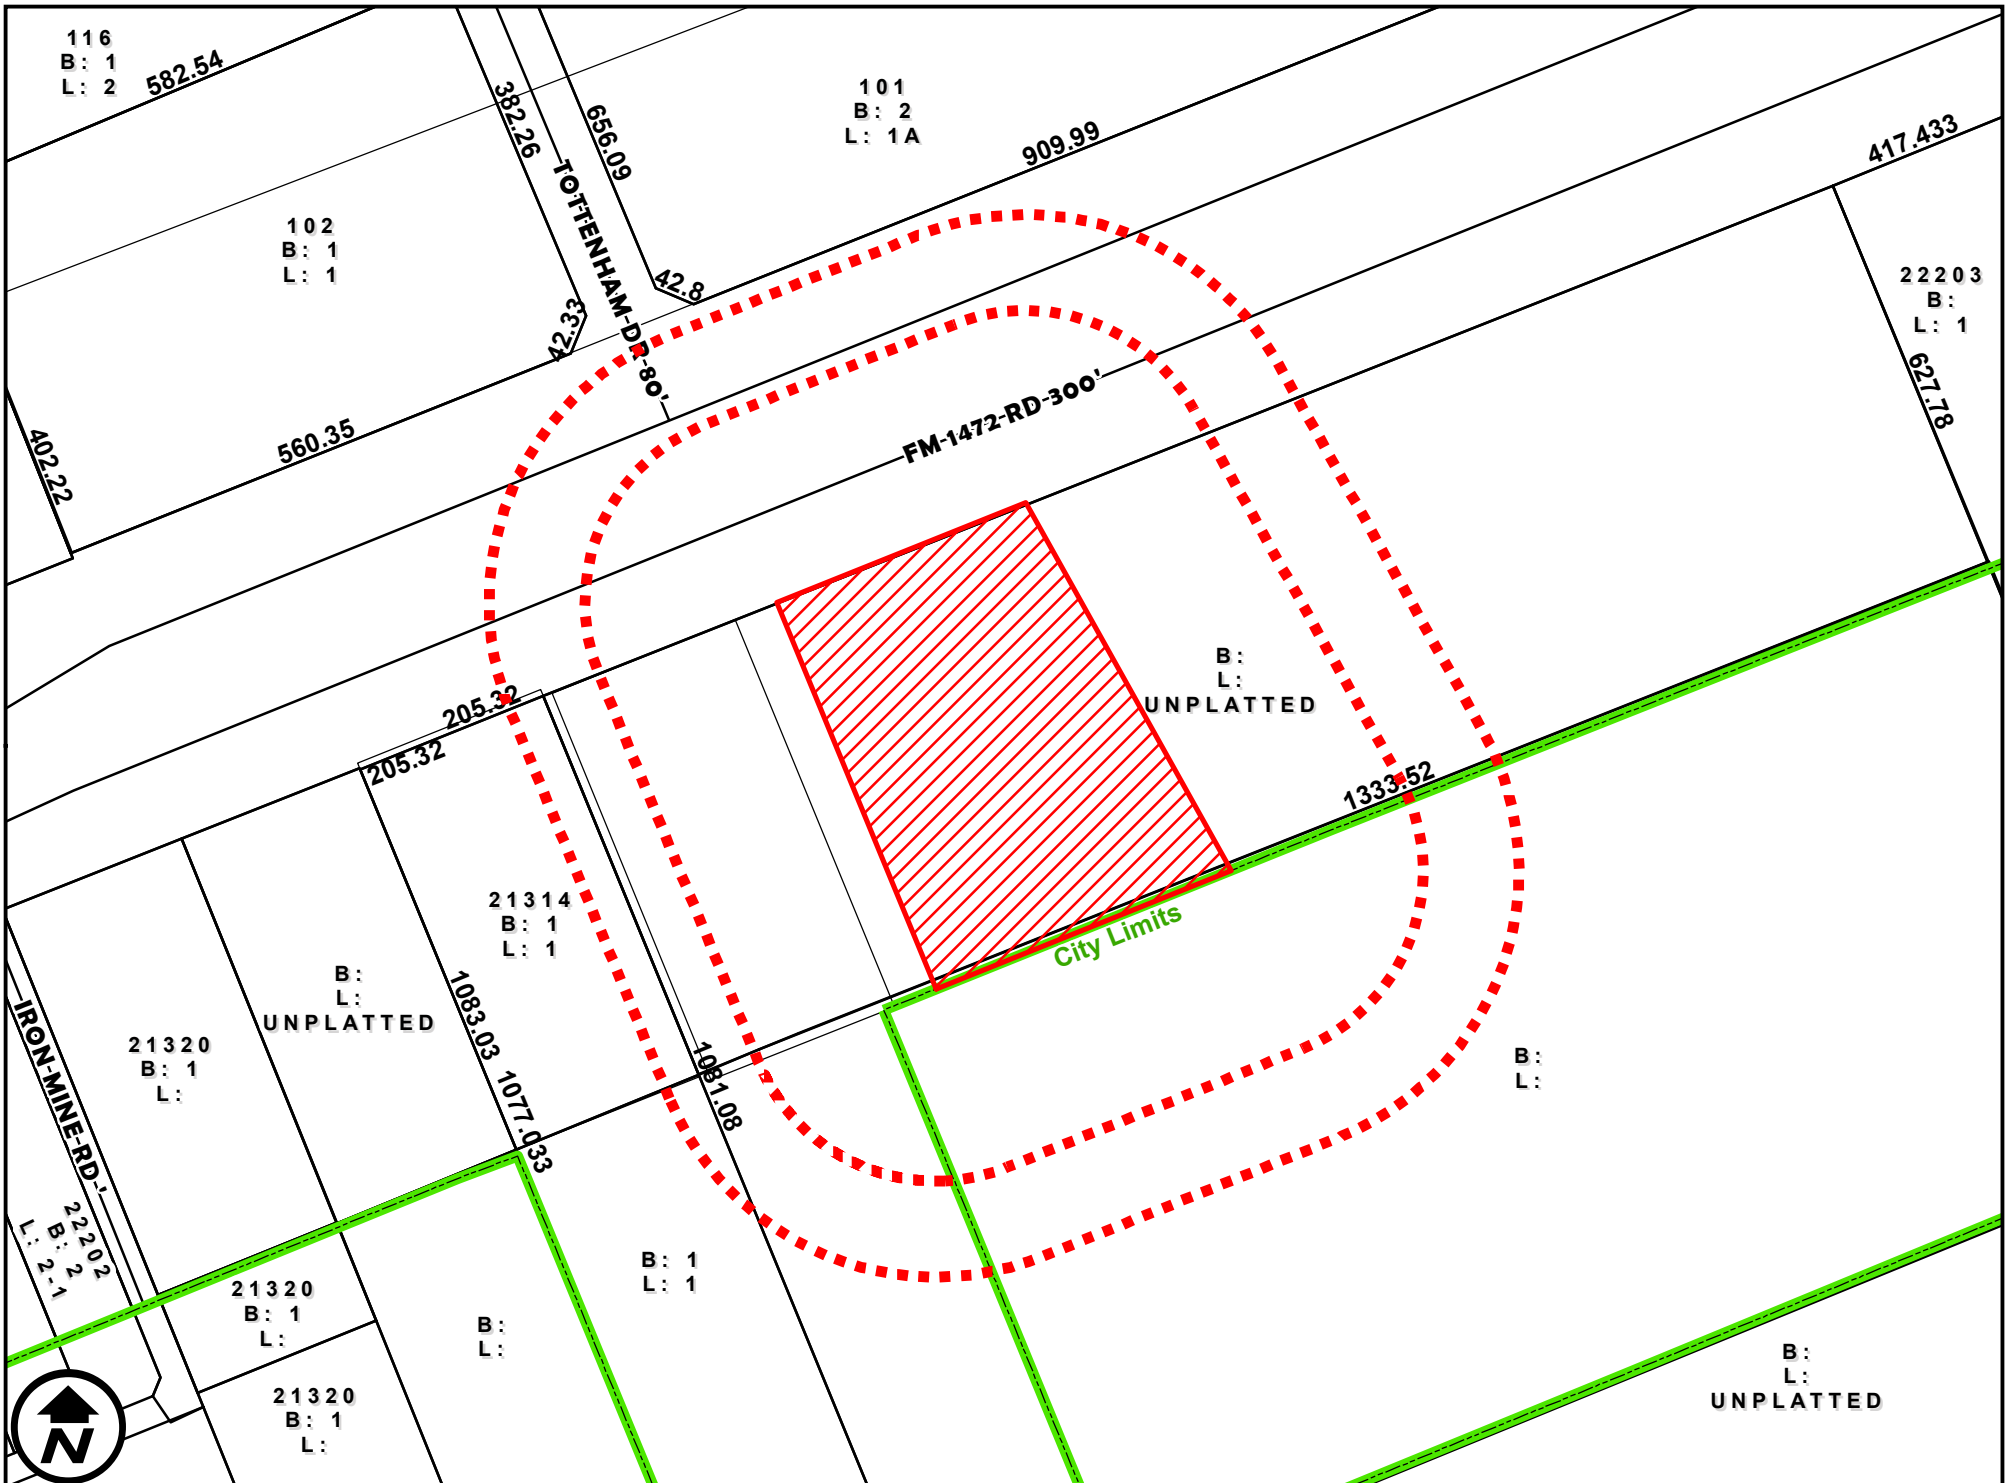 116
B: 1
L: 2
582.54
382.26
656.09
TOTTENHAM-DR-80'
101
B: 2
L: 1A
909.99
417.433
102
B: 1
L: 1
42.8
42.33
22203
B:
L: 1
627.78
402.22
560.35
FM-1472-RD-300'
205.32
205.32
B:
L:
UNPLATTED
1333.52
City Limits
21314
B: 1
L: 1
B:
L:
UNPLATTED
1083.03
1077.033
1081.08
IRON-MINE-RD-'
21320
B: 1
L:
B:
L:
22202
B: 2
L: 2-1
21320
B: 1
L:
B: 1
L: 1
B:
L:
21320
B: 1
L:
B:
L:
UNPLATTED
N